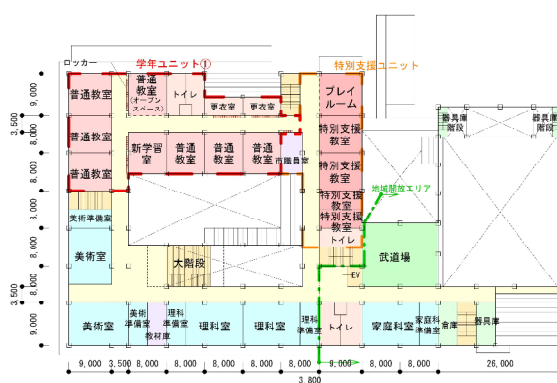 学年ユニット①
特別支援ユニット
ロッカー
普通教室
普通
教室
(オープン
スペース)
トイレ
更衣室
更衣室
プレイ
ルーム
器具庫
階段
器具庫
階段
普通教室
新学習
室
普通
教室
普通
教室
普通
教室
市職員室
特別支援
教室
特別支援
教室
普通教室
特別支援
教室
特別支援
教室
地域開放エリア
美術準備室
トイレ
美術室
大階段
EV
武道場
美術室
美術
準備室
教材庫
理科
準備室
理科室
理科室
理科
準備室
トイレ
家庭科室
家庭科
準備室
倉庫
器具庫
9,000
3,500
8,000
8,000
8,000
3,500
9,000
9,000
3,500
8,000
8,000
8,000
8,000
8,000
9,000
8,000
8,000
26,000
3,800